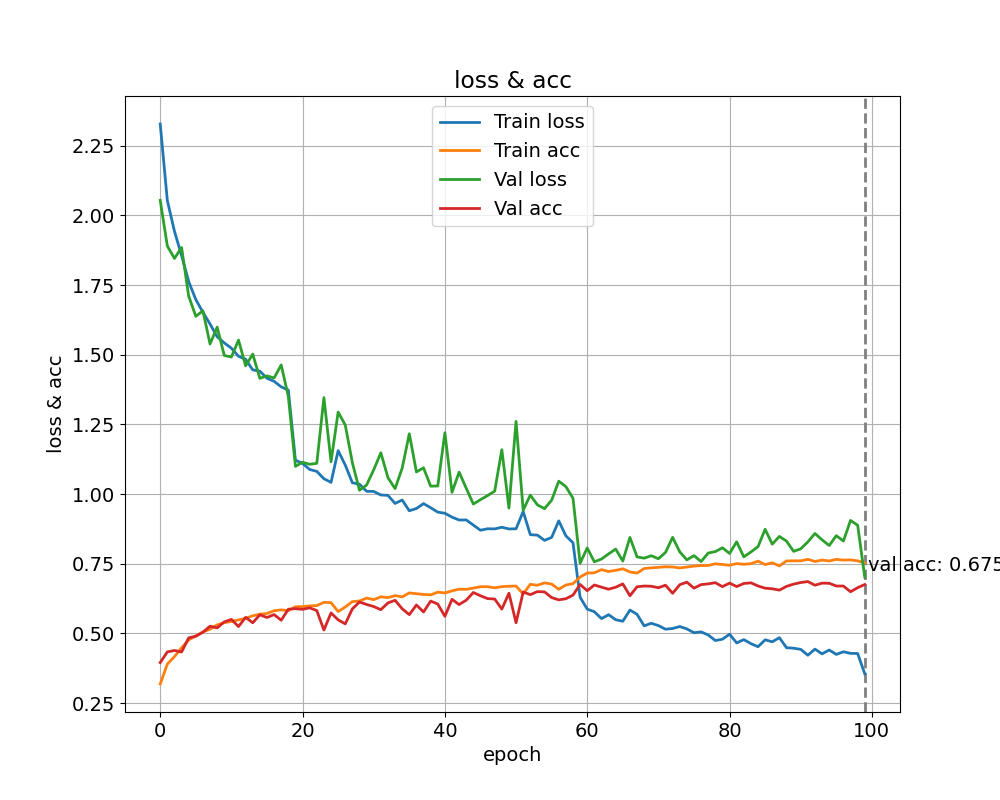 loss & acc
Train loss
Train acc
Val loss
Val acc
2.25
2.00
1.75
1.50
1.25
1.00
0.75
0.50
0.25
loss & acc
val acc: 0.675
0 20 40 60 80 100
epoch